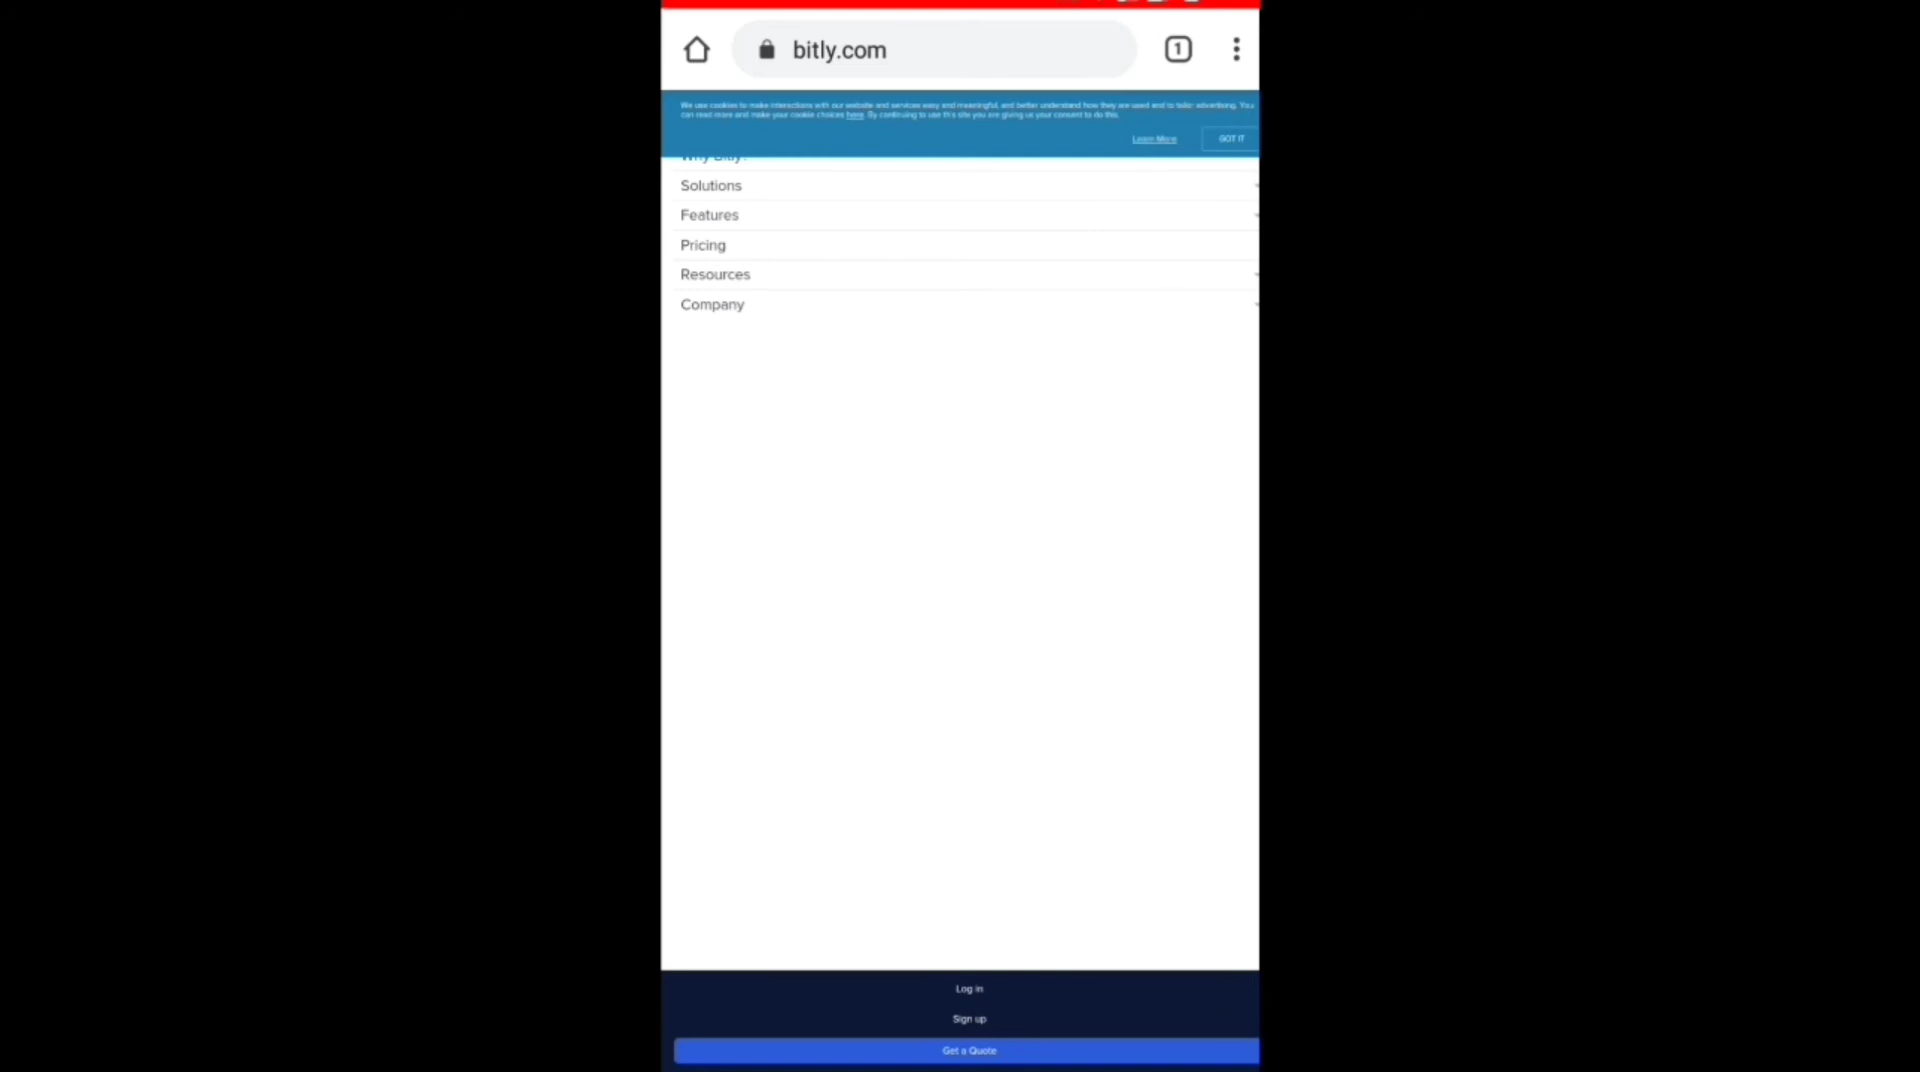 bitly.com
1
We use cookies to make interactions with our website and services easy and meaningful, and better understand how they are used and to tailor advertising. You
can read more and make your cookie choices here. By continuing to use this site you are giving us your consent to do this.
Learn More
GOT IT
Why Bitly?
Solutions
Features
Pricing
Resources
Company
Log in
Sign up
Get a Quote